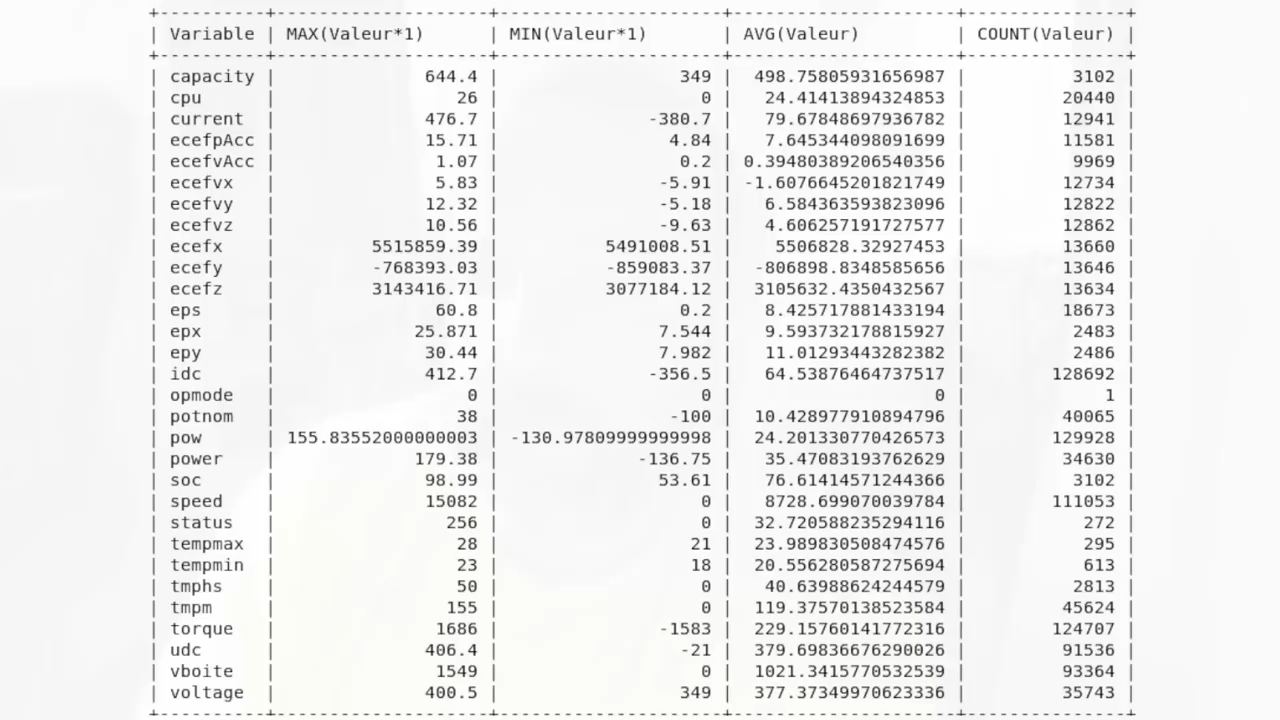 +----------+--------------------+--------------------+---------------------+---------------+
| Variable | MAX(Valeur*1) | MIN(Valeur*1) | AVG(Valeur) | COUNT(Valeur) |
+----------+--------------------+--------------------+---------------------+---------------+
| capacity | 644.4 | 349 | 498.75805931656987 | 3102 |
| cpu | 26 | 0 | 24.41413894324853 | 20440 |
| current | 476.7 | -380.7 | 79.67848697936782 | 12941 |
| ecefpAcc | 15.71 | 4.84 | 7.645344098091699 | 11581 |
| ecefvAcc | 1.07 | 0.2 | 0.39480389206540356 | 9969 |
| ecefvx | 5.83 | -5.91 | -1.6076645201821749 | 12734 |
| ecefvy | 12.32 | -5.18 | 6.584363593823096 | 12822 |
| ecefvz | 10.56 | -9.63 | 4.606257191727577 | 12862 |
| ecefx | 5515859.39 | 5491008.51 | 5506828.32927453 | 13660 |
| ecefy | -768393.03 | -859083.37 | -806898.8348585656 | 13646 |
| ecefz | 3143416.71 | 3077184.12 | 3105632.4350432567 | 13634 |
| eps | 60.8 | 0.2 | 8.425717881433194 | 18673 |
| epx | 25.871 | 7.544 | 9.593732178815927 | 2483 |
| epy | 30.44 | 7.982 | 11.01293443282382 | 2486 |
| idc | 412.7 | -356.5 | 64.53876464737517 | 128692 |
| opmode | 0 | 0 | 0 | 1 |
| potnom | 38 | -100 | 10.428977910894796 | 40065 |
| pow | 155.83552000000003 | -130.97809999999998 | 24.201330770426573 | 129928 |
| power | 179.38 | -136.75 | 35.47083193762629 | 34630 |
| soc | 98.99 | 53.61 | 76.61414571244366 | 3102 |
| speed | 15082 | 0 | 8728.699070039784 | 111053 |
| status | 256 | 0 | 32.720588235294116 | 272 |
| tempmax | 28 | 21 | 23.989830508474576 | 295 |
| tempmin | 23 | 18 | 20.556280587275694 | 613 |
| tmphs | 50 | 0 | 40.63988624244579 | 2813 |
| tmpm | 155 | 0 | 119.37570138523584 | 45624 |
| torque | 1686 | -1583 | 229.15760141772316 | 124707 |
| udc | 406.4 | -21 | 379.69836676290026 | 91536 |
| vboite | 1549 | 0 | 1021.3415770532539 | 93364 |
| voltage | 400.5 | 349 | 377.37349970623336 | 35743 |
+----------+--------------------+--------------------+---------------------+---------------+